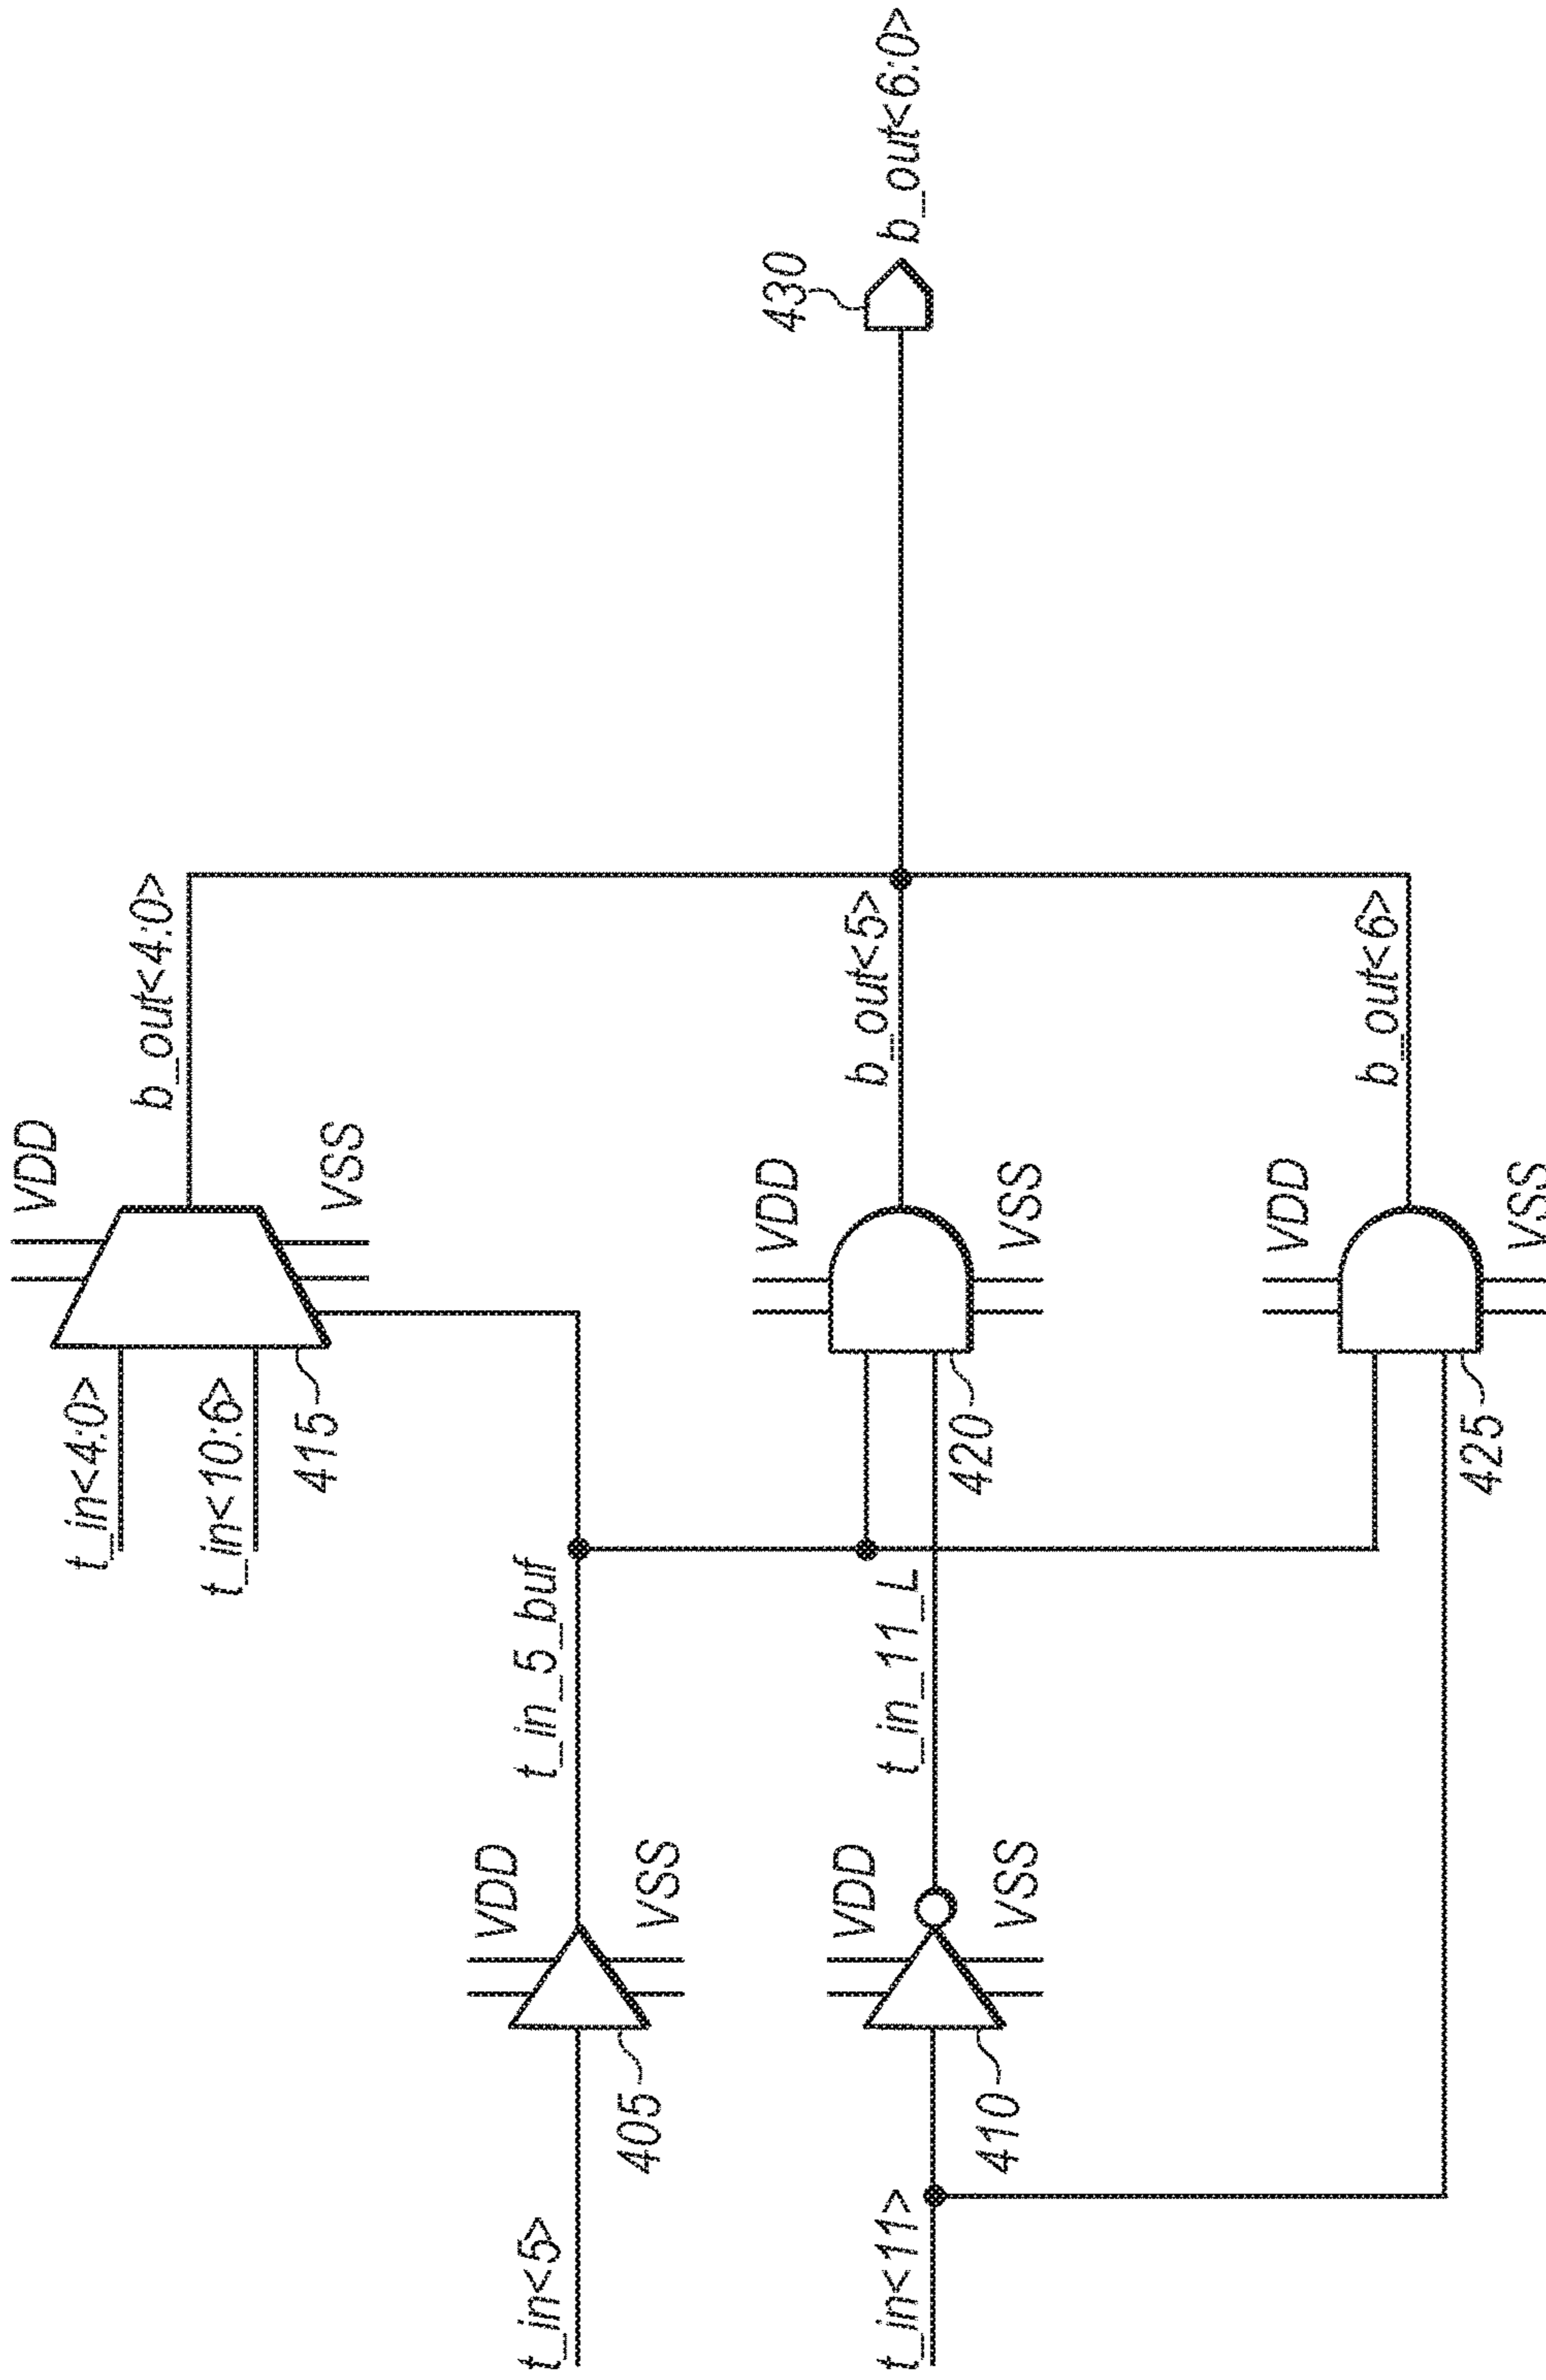 t_in<4:0>
t_in<10:6>
415
VDD
VSS
b_out<4:0>
t_in<5>
405
VDD
VSS
t_in_5_buf
t_in<11>
410
VDD
VSS
t_in_11_L
420
VDD
VSS
b_out<5>
430
b_out<6:0>
425
VDD
VSS
b_out<6>